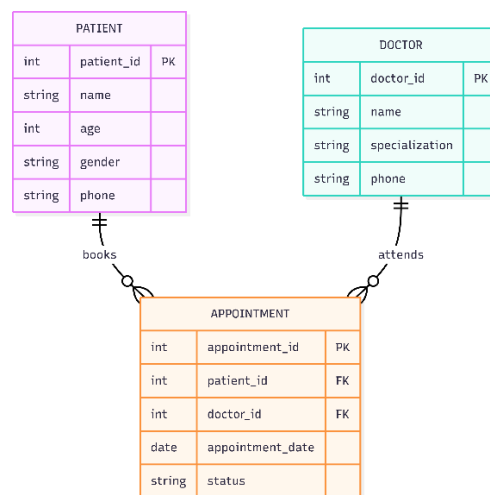 PATIENT
int patient_id PK
string name
int age
string gender
string phone
DOCTOR
int doctor_id PK
string name
string specialization
string phone
books
attends
APPOINTMENT
int appointment_id PK
int patient_id FK
int doctor_id FK
date appointment_date
string status